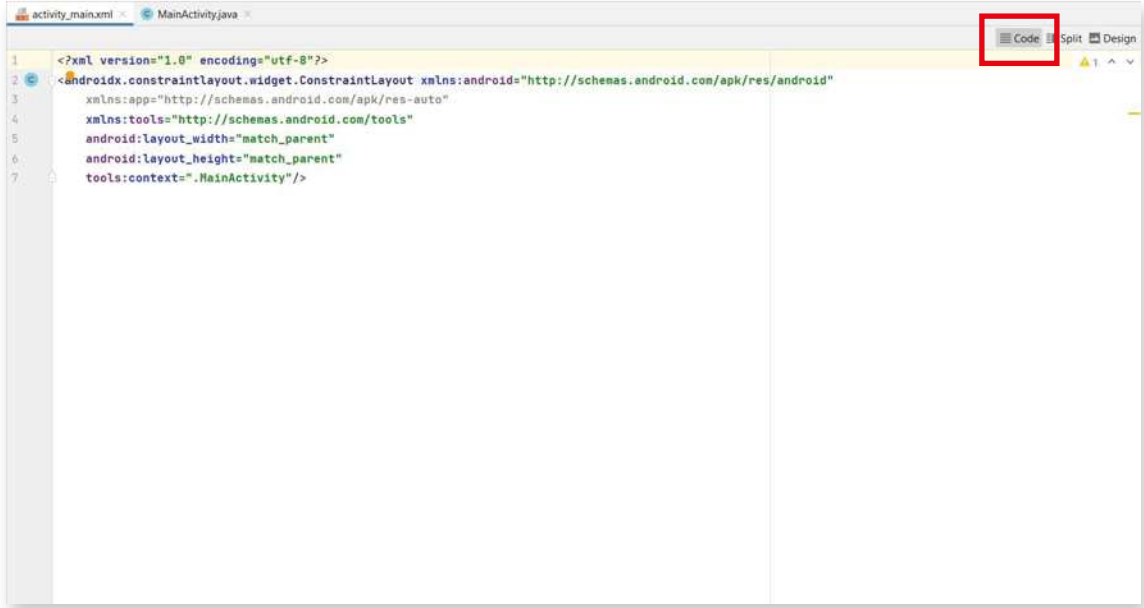 activity_main.xml MainActivity.java
Code Split Design
1 <?xml version="1.0" encoding="utf-8"?> 1
2 C <androidx.constraintlayout.widget.ConstraintLayout xmlns:android="http://schemas.android.com/apk/res/android"
3 xmlns:app="http://schemas.android.com/apk/res-auto"
4 xmlns:tools="http://schemas.android.com/tools"
5 android:layout_width="match_parent"
6 android:layout_height="match_parent"
7 tools:context=".MainActivity"/>